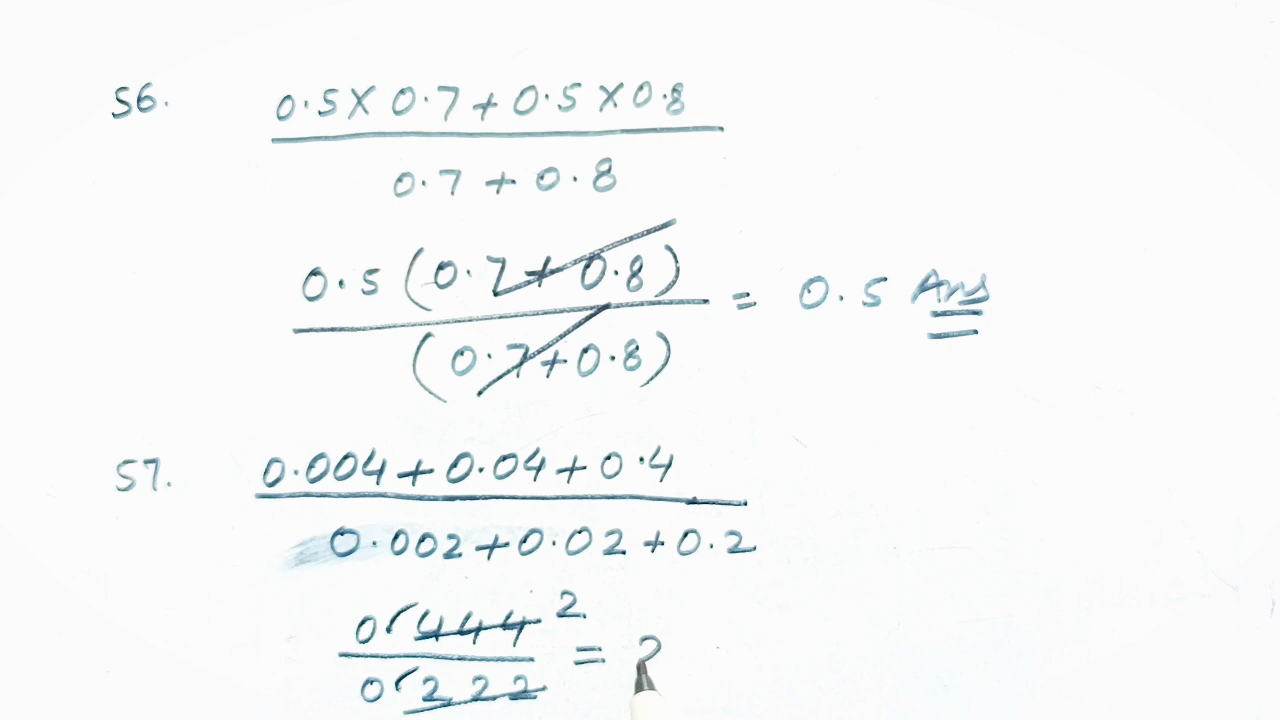 56. 0.5 × 0.7 + 0.5 × 0.8
0.7 + 0.8
0.5 (0.7 + 0.8) = 0.5 Ans
(0.7 + 0.8)
57. 0.004 + 0.04 + 0.4
0.002 + 0.02 + 0.2
0.444 2 =
0.222